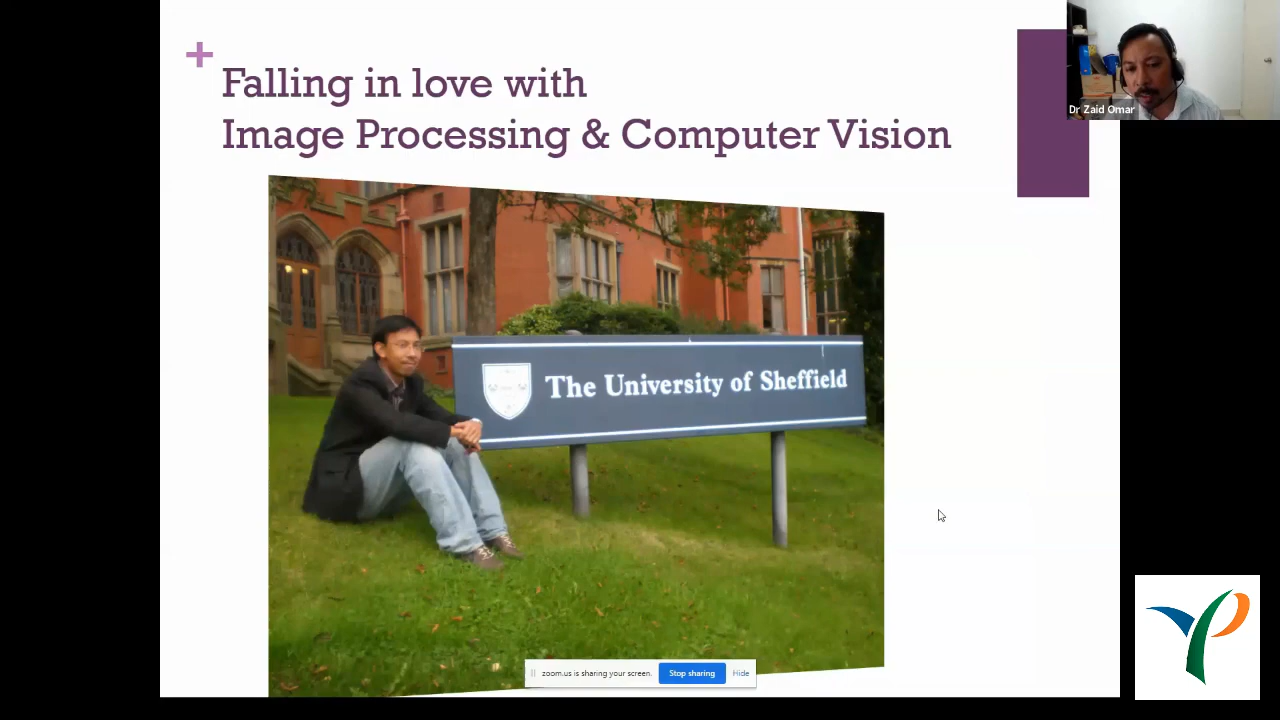 +
Falling in love with
Image Processing & Computer Vision
Dr Zaid Omar
The University of Sheffield
zoom.us is sharing your screen.
Stop sharing
Hide